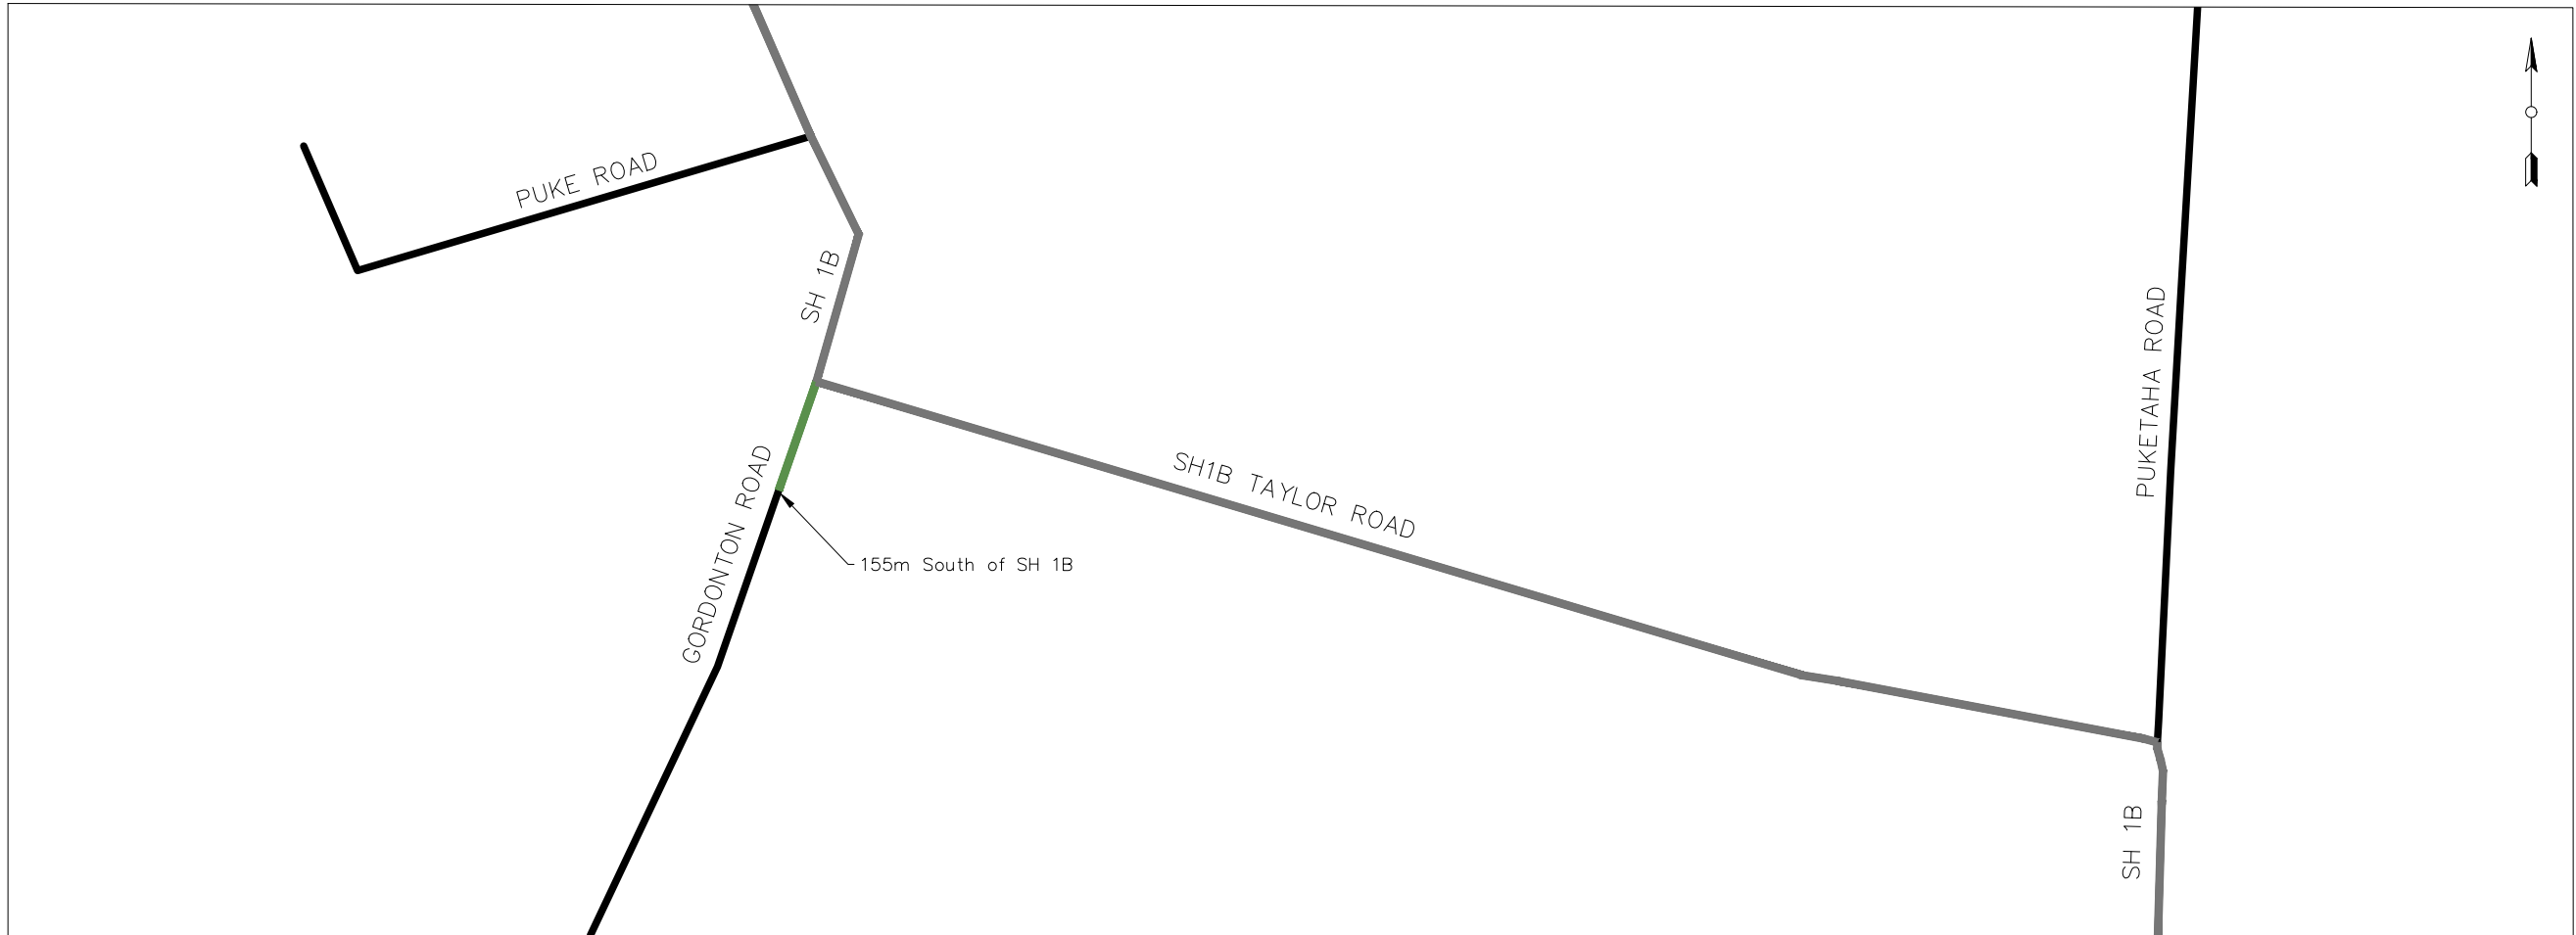 PUKE ROAD
SH 1B
PUKETAHA ROAD
GORDONTON ROAD
SH1B TAYLOR ROAD
155m South of SH 1B
SH 1B